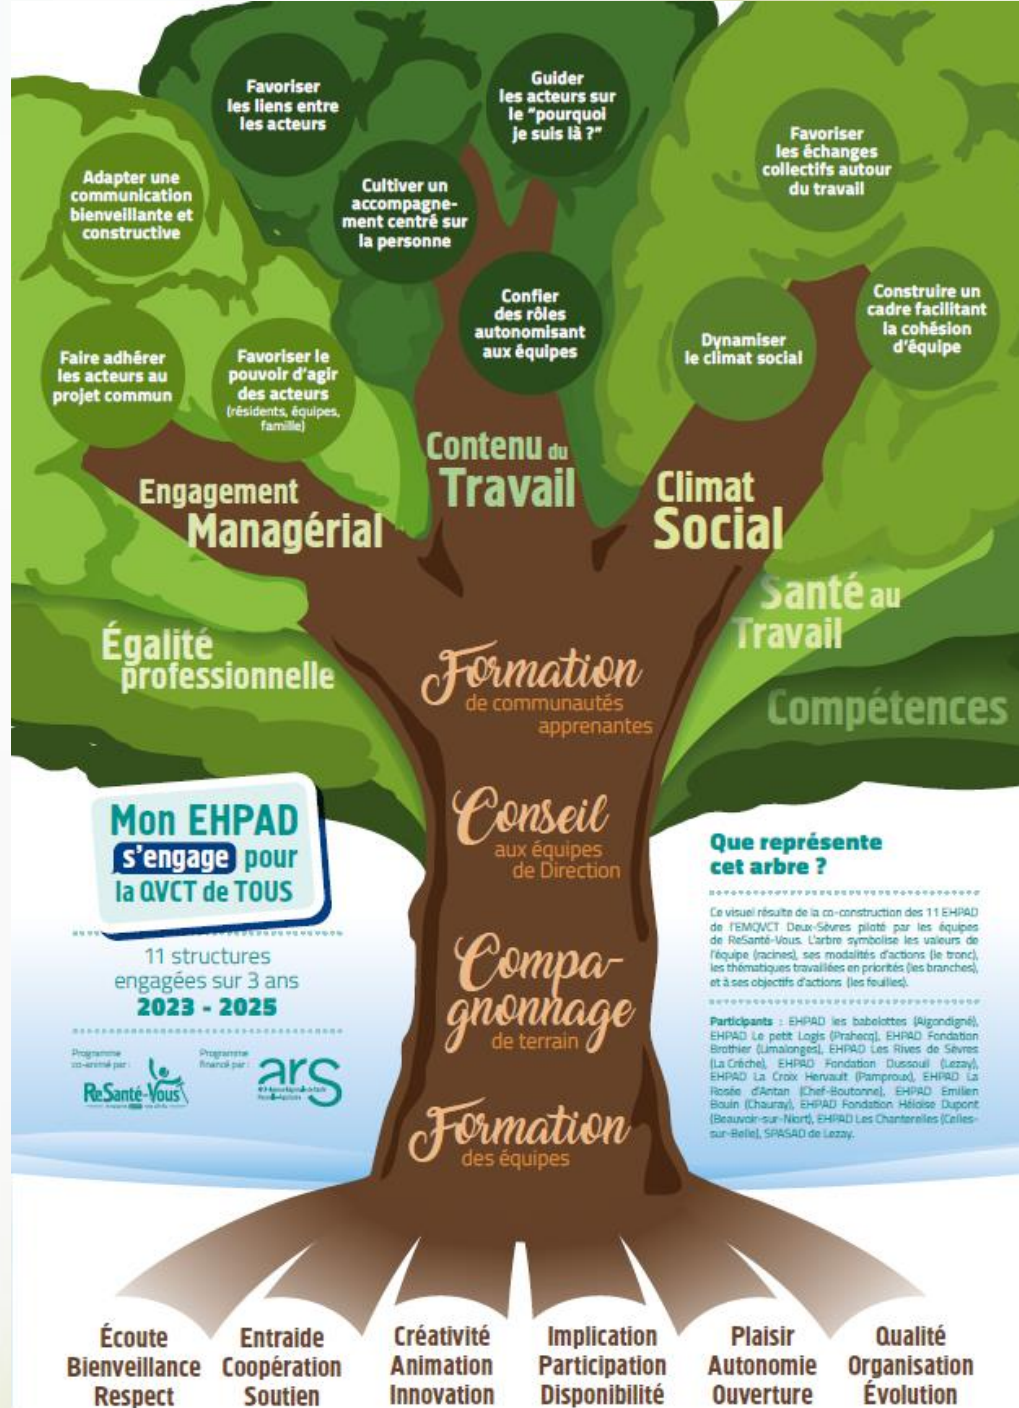 Favoriser
les liens entre
les acteurs
Guider
les acteurs sur
le "pourquoi
je suis là ?"
Favoriser
les échanges
collectifs autour
du travail
Adapter une
communication
bienveillante et
constructive
Cultiver un
accompagne-
ment centré sur
la personne
Confier
des rôles
autonomisant
aux équipes
Construire un
cadre facilitant
la cohésion
d'équipe
Dynamiser
le climat social
Faire adhérer
les acteurs au
projet commun
Favoriser le
pouvoir d'agir
des acteurs
(résidents, équipes,
famille)
Engagement
Managérial
Contenu du
Travail
Climat
Social
Égalité
professionnelle
Santé au
Travail
Compétences
Formation
de communautés
apprenantes
Conseil
aux équipes
de Direction
Compa-
gnonnage
de terrain
Formation
des équipes
Mon EHPAD
s'engage pour
la QVCT de TOUS
11 structures
engagées sur 3 ans
2023 - 2025
Programme
co-animé par :
ReSanté-Vous
Programme
financé par :
ars
Que représente
cet arbre ?
Ce visuel résulte de la co-construction des 11 EHPAD
de l'EMQVCT Deux-Sèvres piloté par les équipes
de ReSanté-Vous. L'arbre symbolise les valeurs de
l'équipe (racines), ses modalités d'actions (le tronc),
les thématiques travaillées en priorités (les branches),
et à ses objectifs d'actions (les feuilles).
Participants : EHPAD les babelottes (Aigondigné),
EHPAD Le petit Logis (Prahecq), EHPAD Fondation
Brothier (Limalonges), EHPAD Les Rives de Sèvres
(La Crèche), EHPAD Fondation Dussouil (Lezay),
EHPAD La Croix Hervault (Pamproux), EHPAD La
Rosée d'Antan (Chef-Boutonne), EHPAD Emilien
Bouin (Chauray), EHPAD Fondation Héloïse Dupont
(Beauvoir-sur-Niort), EHPAD Les Chanterelles (Celles-
sur-Belle), SPASAD de Lezay.
Écoute
Bienveillance
Respect
Entraide
Coopération
Soutien
Créativité
Animation
Innovation
Implication
Participation
Disponibilité
Plaisir
Autonomie
Ouverture
Qualité
Organisation
Évolution